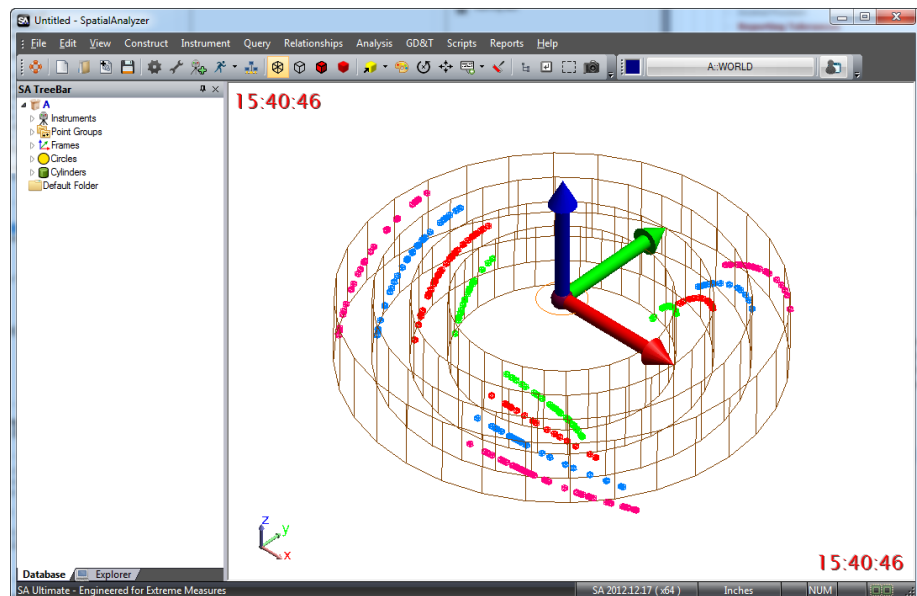 Untitled - SpatialAnalyzer
File Edit View Construct Instrument Query Relationships Analysis GD&T Scripts Reports Help
A::WORLD
SA TreeBar
A
Instruments
Point Groups
Frames
Circles
Cylinders
Default Folder
15:40:46
Z
y
x
15:40:46
Database Explorer
SA Ultimate - Engineered for Extreme Measures SA 2012.12.17 ( x64 ) Inches NUM